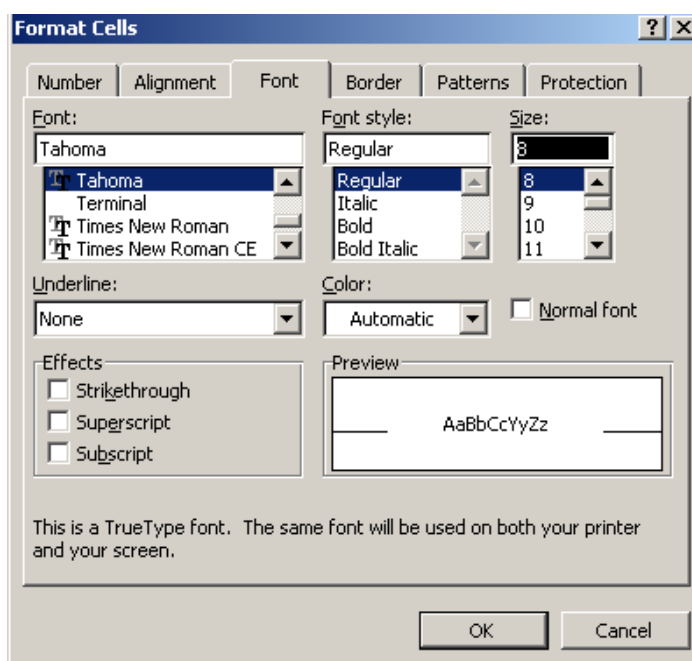 Format Cells
Number Alignment Font Border Patterns Protection
Font: Font style: Size:
Tahoma Regular 8
Tahoma Regular 8
Terminal Italic 9
Times New Roman Bold 10
Times New Roman CE Bold Italic 11
Underline: Color:
None Automatic Normal font
Effects Preview
Strikethrough
Superscript AaBbCcYyZz
Subscript
This is a TrueType font. The same font will be used on both your printer
and your screen.
OK Cancel